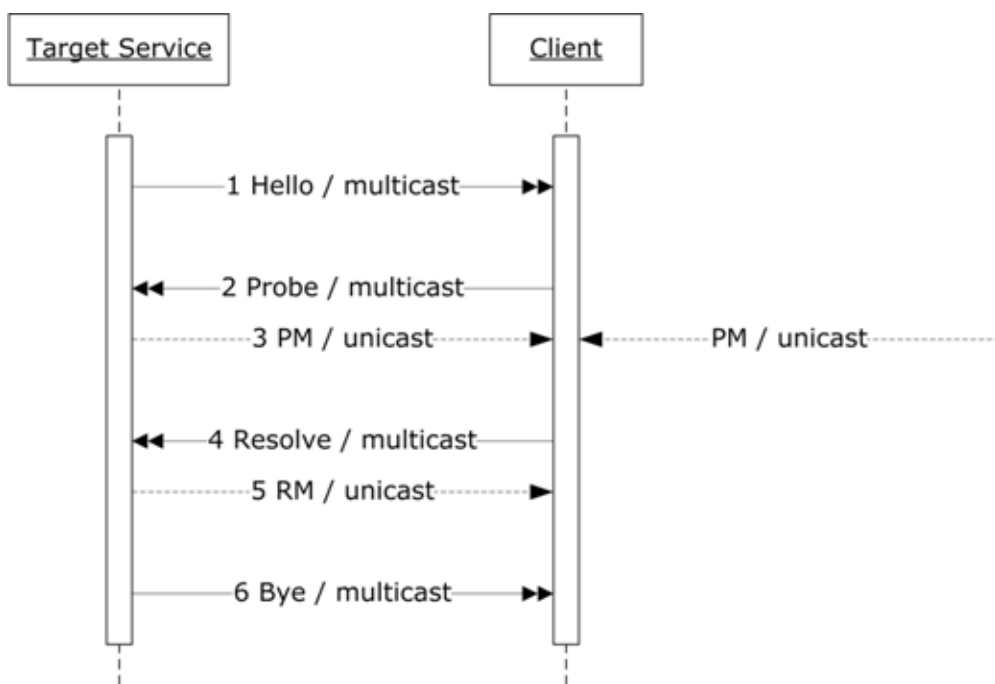 Target Service
Client
1 Hello / multicast
2 Probe / multicast
3 PM / unicast
PM / unicast
4 Resolve / multicast
5 RM / unicast
6 Bye / multicast